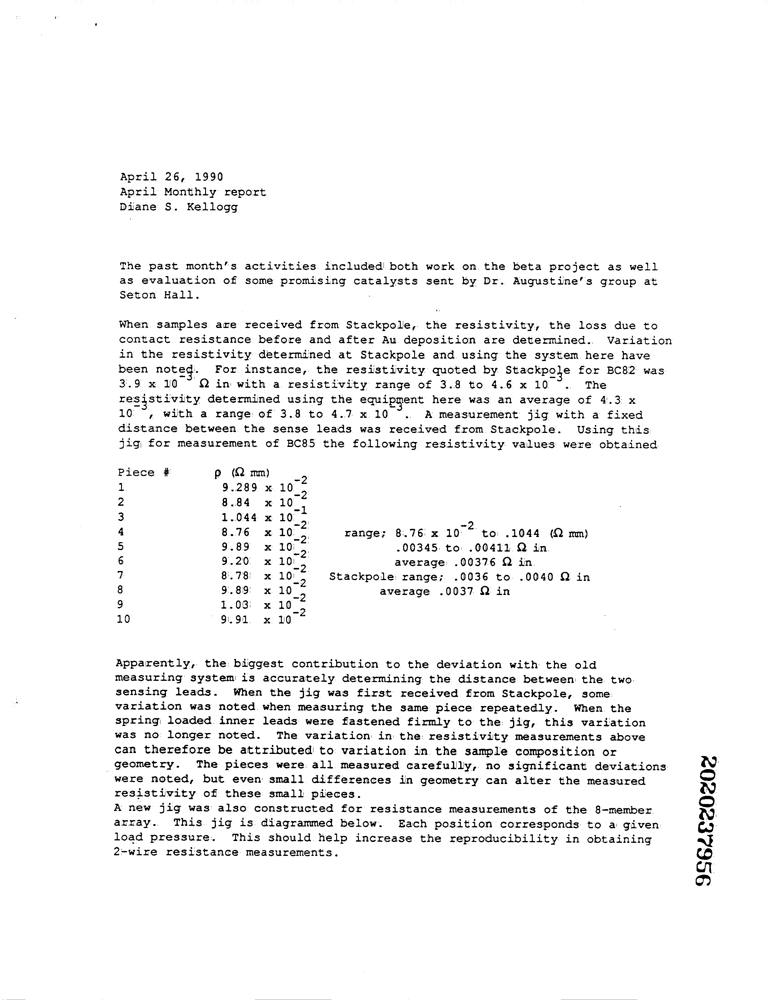 April 26, 1990
April Monthly report
Diane S. Kellogg
The past month's activities included both work on the beta project as well
as evaluation of some promising catalysts sent by Dr. Augustine's group at
Seton Hall.
When samples are received from Stackpole, the resistivity, the loss due to
contact resistance before and after Au deposition are determined. Variation
in the resistivity determined at Stackpole and using the system here have
been noted. For instance, the resistivity quoted by Stackpole for BC82 was
3.9 x 10⁻³ Ω in with a resistivity range of 3.8 to 4.6 x 10⁻³. The
resistivity determined using the equipment here was an average of 4.3 x
10⁻³, with a range of 3.8 to 4.7 x 10⁻³. A measurement jig with a fixed
distance between the sense leads was received from Stackpole. Using this
jig for measurement of BC85 the following resistivity values were obtained
Piece # ρ (Ω mm)
1 9.289 x 10⁻²
2 8.84 x 10⁻²
3 1.044 x 10⁻¹
4 8.76 x 10⁻² range; 8.76 x 10⁻² to .1044 (Ω mm)
5 9.89 x 10⁻² .00345 to .00411 Ω in
6 9.20 x 10⁻² average .00376 Ω in
7 8.78 x 10⁻² Stackpole range; .0036 to .0040 Ω in
8 9.89 x 10⁻² average .0037 Ω in
9 1.03 x 10⁻²
10 9.91 x 10⁻²
Apparently, the biggest contribution to the deviation with the old
measuring system is accurately determining the distance between the two
sensing leads. When the jig was first received from Stackpole, some
variation was noted when measuring the same piece repeatedly. When the
spring loaded inner leads were fastened firmly to the jig, this variation
was no longer noted. The variation in the resistivity measurements above
can therefore be attributed to variation in the sample composition or
geometry. The pieces were all measured carefully, no significant deviations
were noted, but even small differences in geometry can alter the measured
resistivity of these small pieces.
A new jig was also constructed for resistance measurements of the 8-member
array. This jig is diagrammed below. Each position corresponds to a given
load pressure. This should help increase the reproducibility in obtaining
2-wire resistance measurements.
2020237956